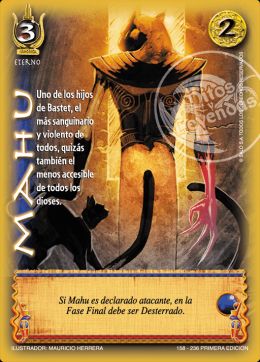 3
2
ETERNO
MAHU
Uno de los hijos
de Bastet, el
más sanguinario
y violento de
todos, quizás
también el
menos accesible
de todos los
dioses.
Mitos y
Leyendas
Si Mahu es declarado atacante, en la
Fase Final debe ser Desterrado.
ILUSTRADOR: MAURICIO HERRERA
158 - 236 PRIMERA EDICIÓN